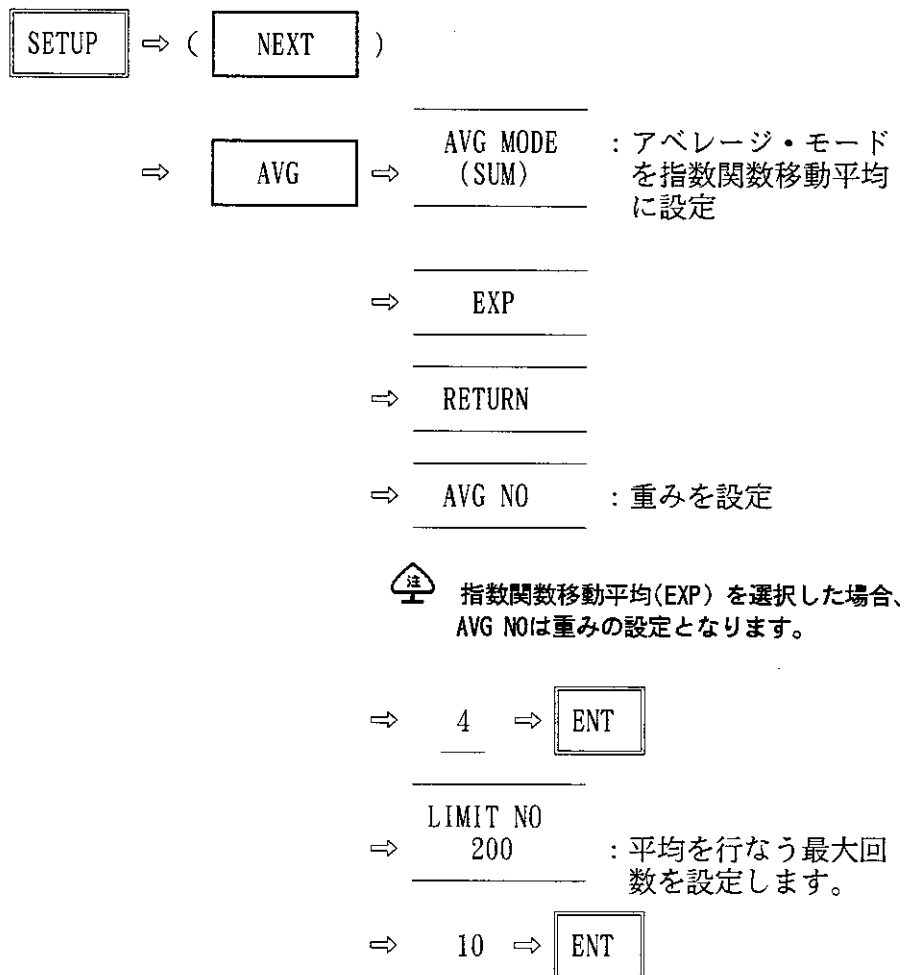 SETUP ⇒ ( NEXT )
⇒ AVG ⇒ AVG MODE
(SUM)
:アベレージ・モード
を指数関数移動平均
に設定
⇒ EXP
⇒ RETURN
⇒ AVG NO :重みを設定
注 指数関数移動平均(EXP) を選択した場合、
AVG NOは重みの設定となります。
⇒ 4 ⇒ ENT
LIMIT NO
⇒ 200 :平均を行なう最大回
数を設定します。
⇒ 10 ⇒ ENT